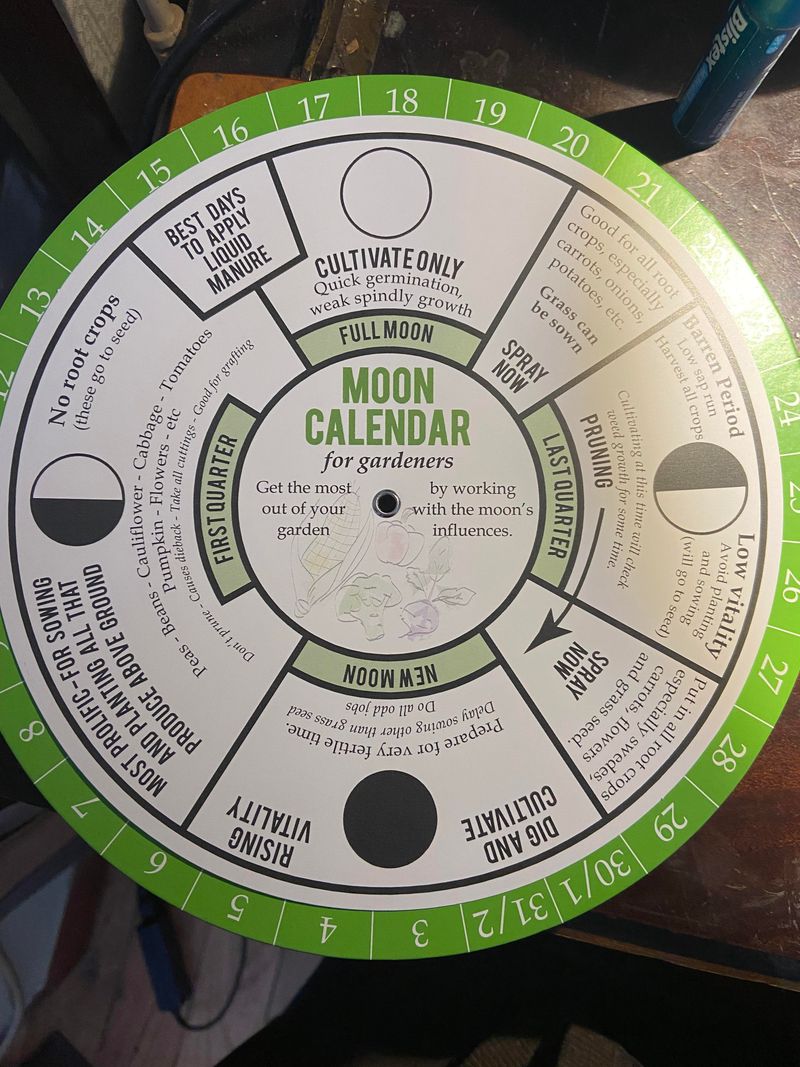 Blistex
14
15
16
17
18
19
20
21
24
26
27
28
29
30/1
31/2
3
4
5
6
7
8
13
BEST DAYS
TO APPLY
LIQUID
MANURE
CULTIVATE ONLY
Quick germination,
weak spindly growth
FULL MOON
Good for all root
crops, especially
carrots, onions,
potatoes, etc.
Grass can
be sown
SPRAY
NOW
Barren Period
Low sap run
Harvest all crops
PRUNING
Cultivating at this time will check
weed growth for some time.
LAST QUARTER
Low vitality
Avoid planting
and sowing
(will go to seed)
SPRAY
NOW
Put in all root crops
especially swedes,
carrots, flowers
and grass seed.
NEW MOON
Do all odd jobs
Delay sowing other than grass seed
Prepare for very fertile time.
DIG AND
CULTIVATE
RISING
VITALITY
MOST PROLIFIC-FOR SOWING
AND PLANTING ALL THAT
PRODUCE ABOVE GROUND
No root crops
(these go to seed)
Peas - Beans - Cauliflower - Cabbage - Tomatoes
Pumpkin - Flowers - etc
Don't prune - Causes dieback - Take all cuttings - Good for grafting
FIRST QUARTER
MOON
CALENDAR
for gardeners
Get the most
out of your
garden
by working
with the moon's
influences.